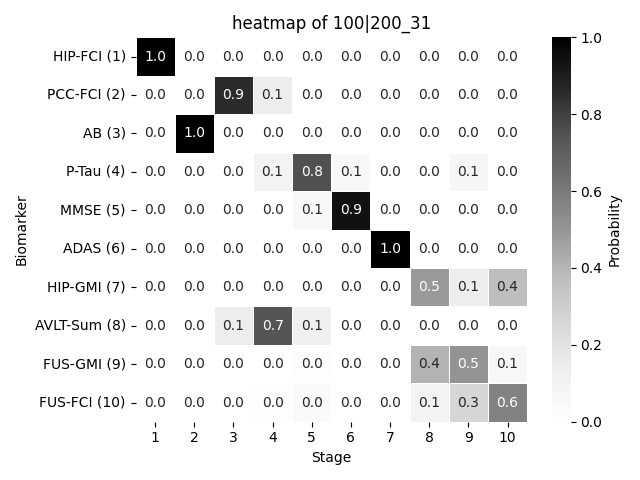 heatmap of 100|200_31
HIP-FCI (1) 1.0 0.0 0.0 0.0 0.0 0.0 0.0 0.0 0.0 0.0
PCC-FCI (2) 0.0 0.0 0.9 0.1 0.0 0.0 0.0 0.0 0.0 0.0
AB (3) 0.0 1.0 0.0 0.0 0.0 0.0 0.0 0.0 0.0 0.0
P-Tau (4) 0.0 0.0 0.0 0.1 0.8 0.1 0.0 0.0 0.1 0.0
MMSE (5) 0.0 0.0 0.0 0.0 0.1 0.9 0.0 0.0 0.0 0.0
ADAS (6) 0.0 0.0 0.0 0.0 0.0 0.0 1.0 0.0 0.0 0.0
HIP-GMI (7) 0.0 0.0 0.0 0.0 0.0 0.0 0.0 0.5 0.1 0.4
AVLT-Sum (8) 0.0 0.0 0.1 0.7 0.1 0.0 0.0 0.0 0.0 0.0
FUS-GMI (9) 0.0 0.0 0.0 0.0 0.0 0.0 0.0 0.4 0.5 0.1
FUS-FCI (10) 0.0 0.0 0.0 0.0 0.0 0.0 0.0 0.1 0.3 0.6
1 2 3 4 5 6 7 8 9 10
Stage
Biomarker
1.0
0.8
0.6
0.4
0.2
0.0
Probability